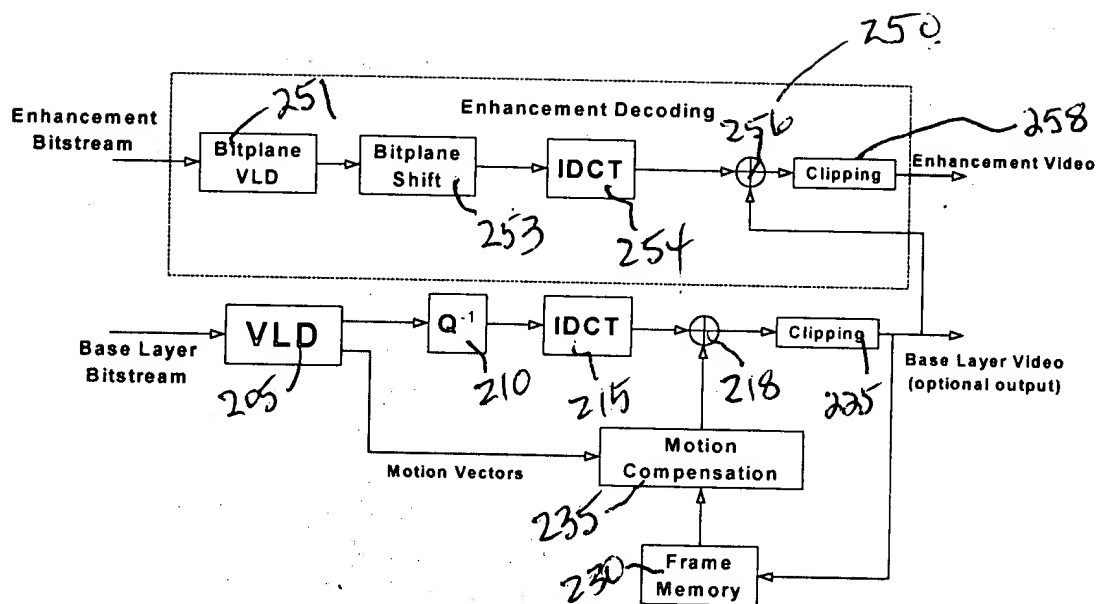 250
251
Enhancement Decoding
Enhancement
Bitstream
256
258
Bitplane
VLD
Bitplane
Shift
IDCT
Clipping
Enhancement Video
253
254
VLD
Q⁻¹
IDCT
Clipping
Base Layer
Bitstream
Base Layer Video
(optional output)
205
210
215
218
225
Motion Vectors
Motion
Compensation
235
Frame
Memory
230